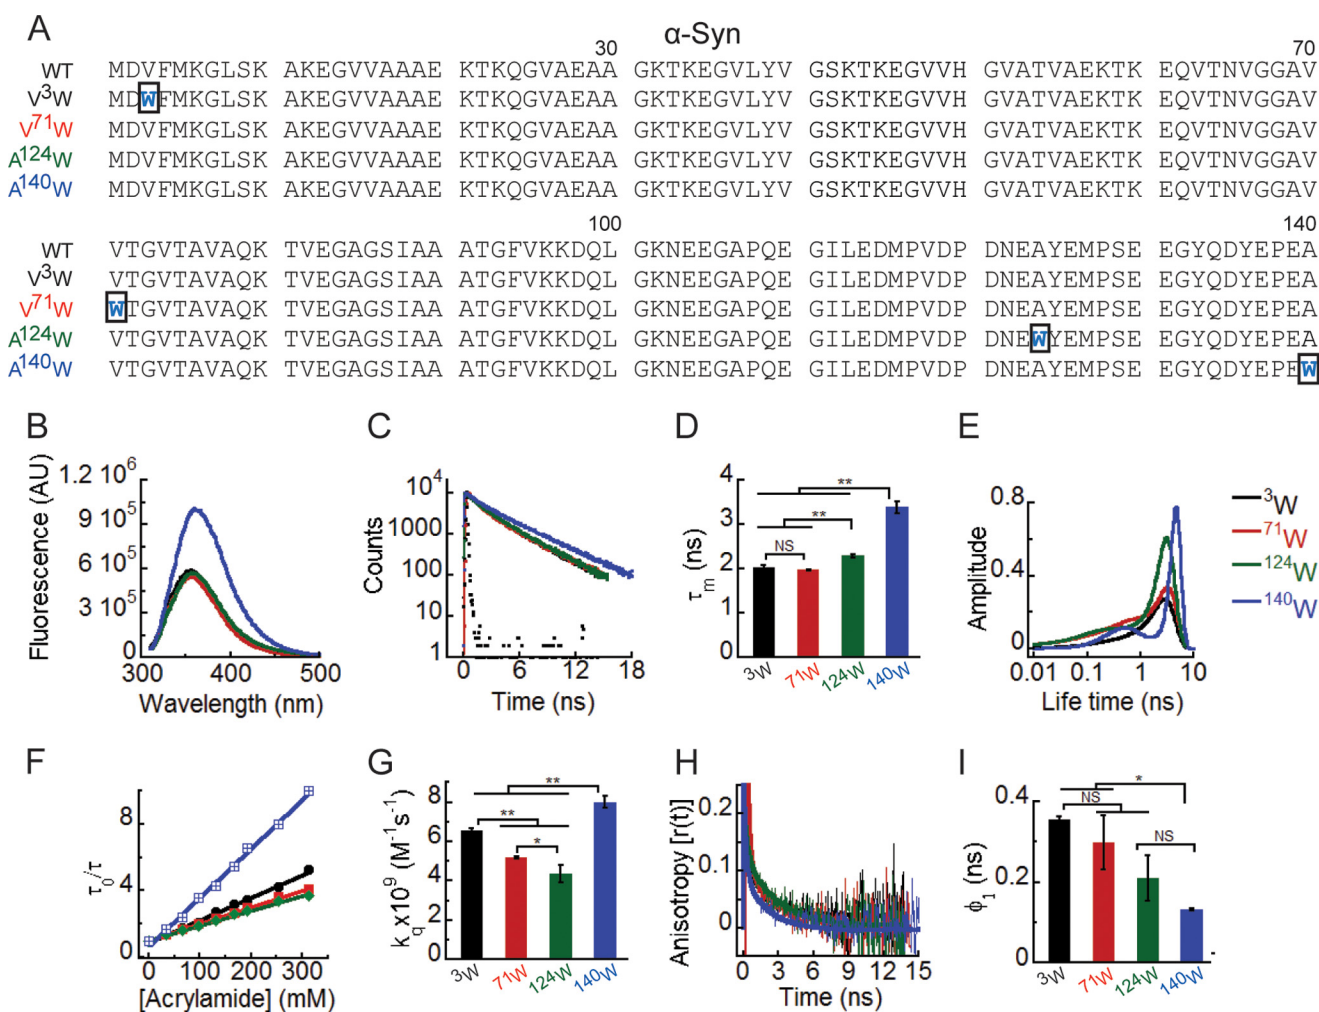 A
α-Syn
30 70
WT MDVFMKGLSK AKEGVVAAAE KTKQGVAEAA GKTKEGVLYV GSKTKEGVVH GVATVAEKTK EQVTNVGGAV
V³W MDWFMKGLSK AKEGVVAAAE KTKQGVAEAA GKTKEGVLYV GSKTKEGVVH GVATVAEKTK EQVTNVGGAV
V⁷¹W MDVFMKGLSK AKEGVVAAAE KTKQGVAEAA GKTKEGVLYV GSKTKEGVVH GVATVAEKTK EQVTNVGGAV
A¹²⁴W MDVFMKGLSK AKEGVVAAAE KTKQGVAEAA GKTKEGVLYV GSKTKEGVVH GVATVAEKTK EQVTNVGGAV
A¹⁴⁰W MDVFMKGLSK AKEGVVAAAE KTKQGVAEAA GKTKEGVLYV GSKTKEGVVH GVATVAEKTK EQVTNVGGAV
100 140
WT VTGVTAVAQK TVEGAGSIAA ATGFVKKDQL GKNEEGAPQE GILEDMPVDP DNEAYEMPSE EGYQDYEPEA
V³W VTGVTAVAQK TVEGAGSIAA ATGFVKKDQL GKNEEGAPQE GILEDMPVDP DNEAYEMPSE EGYQDYEPEA
V⁷¹W WTGVTAVAQK TVEGAGSIAA ATGFVKKDQL GKNEEGAPQE GILEDMPVDP DNEAYEMPSE EGYQDYEPEA
A¹²⁴W VTGVTAVAQK TVEGAGSIAA ATGFVKKDQL GKNEEGAPQE GILEDMPVDP DNEWYEMPSE EGYQDYEPEA
A¹⁴⁰W VTGVTAVAQK TVEGAGSIAA ATGFVKKDQL GKNEEGAPQE GILEDMPVDP DNEAYEMPSE EGYQDYEPEW
B
Fluorescence (AU)
1.2 10⁶
9 10⁵
6 10⁵
3 10⁵
0
310 400 500
Wavelength (nm)
C
Counts
10⁴
1000
100
10
1
0 6 12 18
Time (ns)
D
τm (ns)
4
3
2
1
0
**
**
NS
³W 71W 124W 140W
E
Amplitude
0.8
0.4
0
0.01 0.1 1 10
Life time (ns)
³W
⁷¹W
¹²⁴W
¹⁴⁰W
F
τ₀/τ
8
4
0
0 100 200 300
[Acrylamide] (mM)
G
kq x10⁹ (M⁻¹s⁻¹)
8
6
4
2
0
**
**
*
³W 71W 124W 140W
H
Anisotropy [r(t)]
0.2
0.1
0
0 3 6 9 12 15
Time (ns)
I
ϕ₁ (ns)
0.4
0.2
0
*
NS
NS
³W 71W 124W 140W